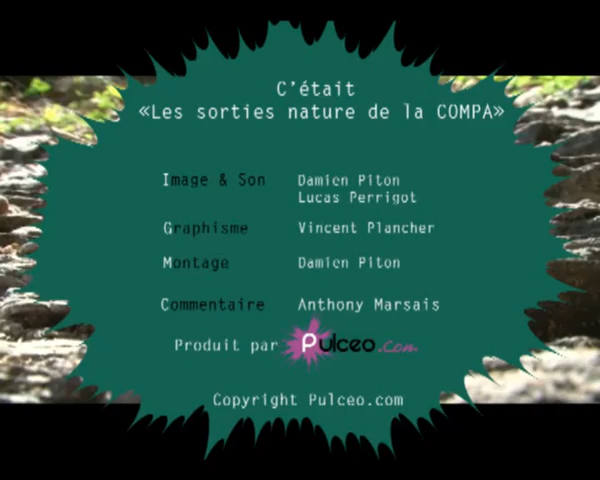 C'était
«Les sorties nature de la COMPA»
Image & Son Damien Piton
Lucas Perrigot
Graphisme Vincent Plancher
Montage Damien Piton
Commentaire Anthony Marsais
Produit par Pulceo.com
Copyright Pulceo.com